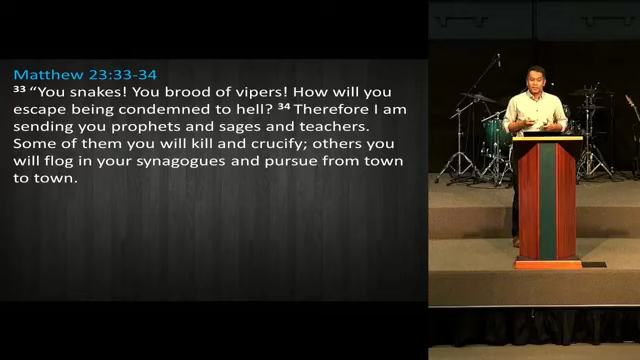 Matthew 23:33-34
33 “You snakes! You brood of vipers! How will you
escape being condemned to hell? 34 Therefore I am
sending you prophets and sages and teachers.
Some of them you will kill and crucify; others you
will flog in your synagogues and pursue from town
to town.